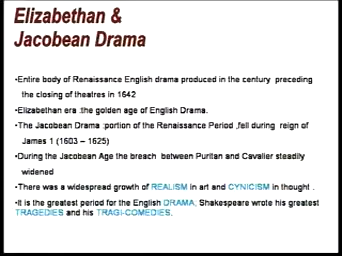 Elizabethan &
Jacobean Drama
•Entire body of Renaissance English drama produced in the century preceding
the closing of theatres in 1642
•Elizabethan era :the golden age of English Drama.
•The Jacobean Drama :portion of the Renaissance Period ,fell during reign of
James 1 (1603 – 1625)
•During the Jacobean Age the breach between Puritan and Cavalier steadily
widened
•There was a widespread growth of REALISM in art and CYNICISM in thought .
•It is the greatest period for the English DRAMA; Shakespeare wrote his greatest
TRAGEDIES and his TRAGI-COMEDIES.